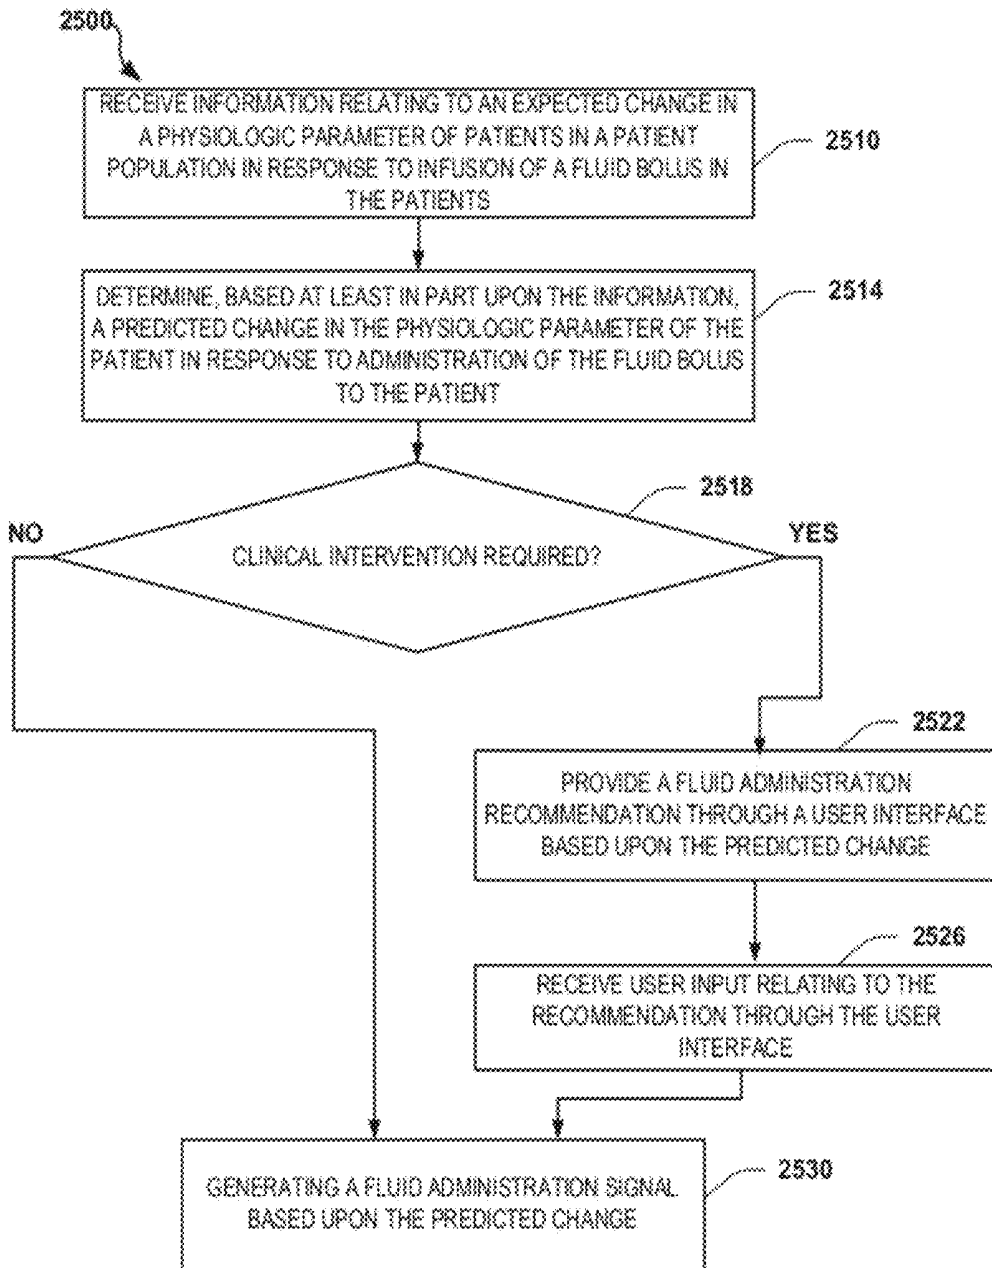 2500
RECEIVE INFORMATION RELATING TO AN EXPECTED CHANGE IN
A PHYSIOLOGIC PARAMETER OF PATIENTS IN A PATIENT
POPULATION IN RESPONSE TO INFUSION OF A FLUID BOLUS IN
THE PATIENTS
2510
DETERMINE, BASED AT LEAST IN PART UPON THE INFORMATION,
A PREDICTED CHANGE IN THE PHYSIOLOGIC PARAMETER OF THE
PATIENT IN RESPONSE TO ADMINISTRATION OF THE FLUID BOLUS
TO THE PATIENT
2514
2518
NO
CLINICAL INTERVENTION REQUIRED?
YES
2522
PROVIDE A FLUID ADMINISTRATION
RECOMMENDATION THROUGH A USER INTERFACE
BASED UPON THE PREDICTED CHANGE
2526
RECEIVE USER INPUT RELATING TO THE
RECOMMENDATION THROUGH THE USER
INTERFACE
2530
GENERATING A FLUID ADMINISTRATION SIGNAL
BASED UPON THE PREDICTED CHANGE